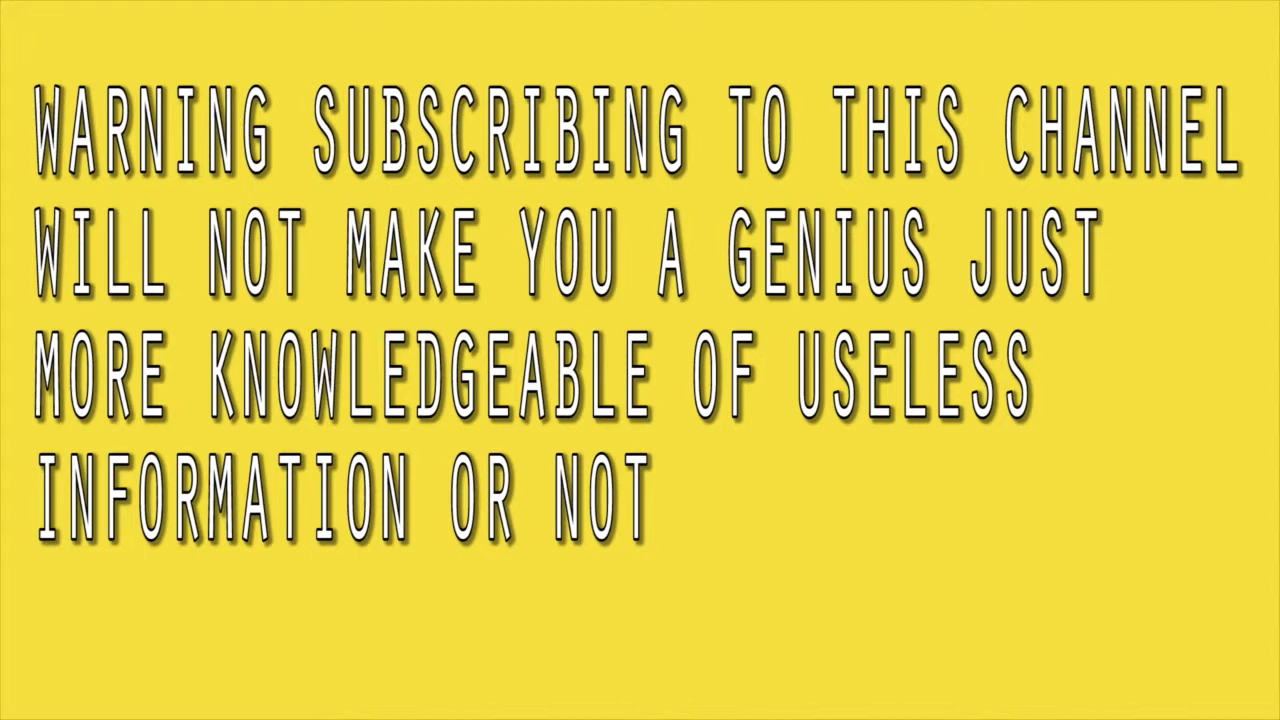 WARNING SUBSCRIBING TO THIS CHANNEL
WILL NOT MAKE YOU A GENIUS JUST
MORE KNOWLEDGEABLE OF USELESS
INFORMATION OR NOT